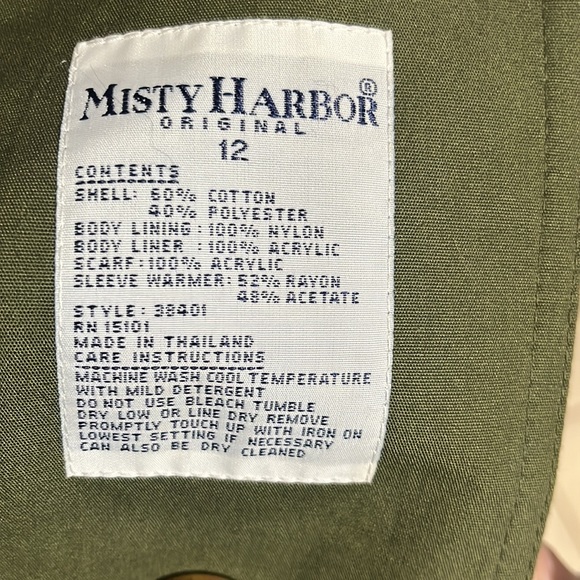 MISTY HARBOR®
ORIGINAL
12
CONTENTS
SHELL: 60% COTTON
40% POLYESTER
BODY LINING: 100% NYLON
BODY LINER : 100% ACRYLIC
SCARF: 100% ACRYLIC
SLEEVE WARMER: 52% RAYON
48% ACETATE
STYLE: 38401
RN 15101
MADE IN THAILAND
CARE INSTRUCTIONS
MACHINE WASH COOL TEMPERATURE
WITH MILD DETERGENT
DO NOT USE BLEACH TUMBLE
DRY LOW OR LINE DRY REMOVE
PROMPTLY TOUCH UP WITH IRON ON
LOWEST SETTING IF NECESSARY
CAN ALSO BE DRY CLEANED